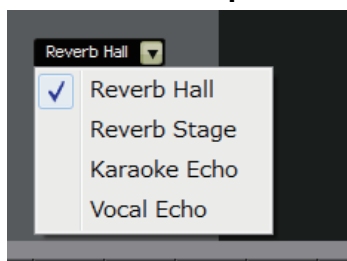 Reverb Hall
Reverb Hall
Reverb Stage
Karaoke Echo
Vocal Echo